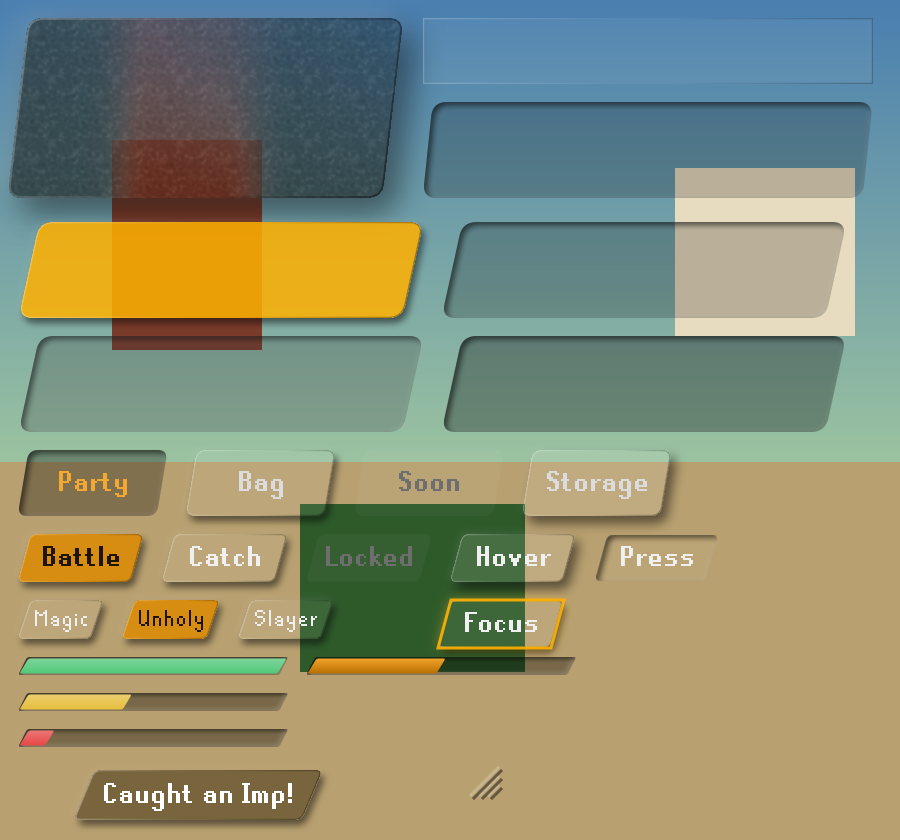 Party Bag Soon Storage
Battle Catch Locked Hover Press
Magic Unholy Slayer Focus
Caught an Imp!